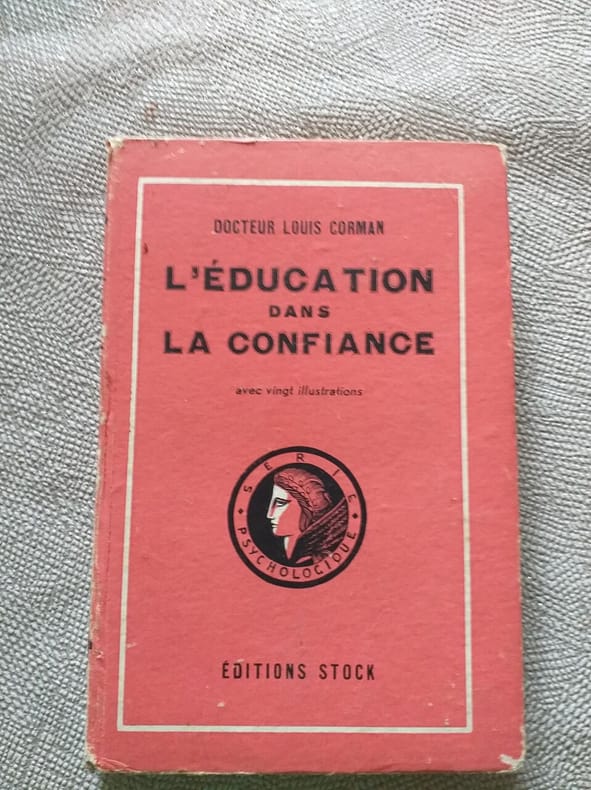 DOCTEUR LOUIS CORMAN
L'ÉDUCATION
DANS
LA CONFIANCE
avec vingt illustrations
SÉRIE
PSYCHOLOGIQUE
ÉDITIONS STOCK